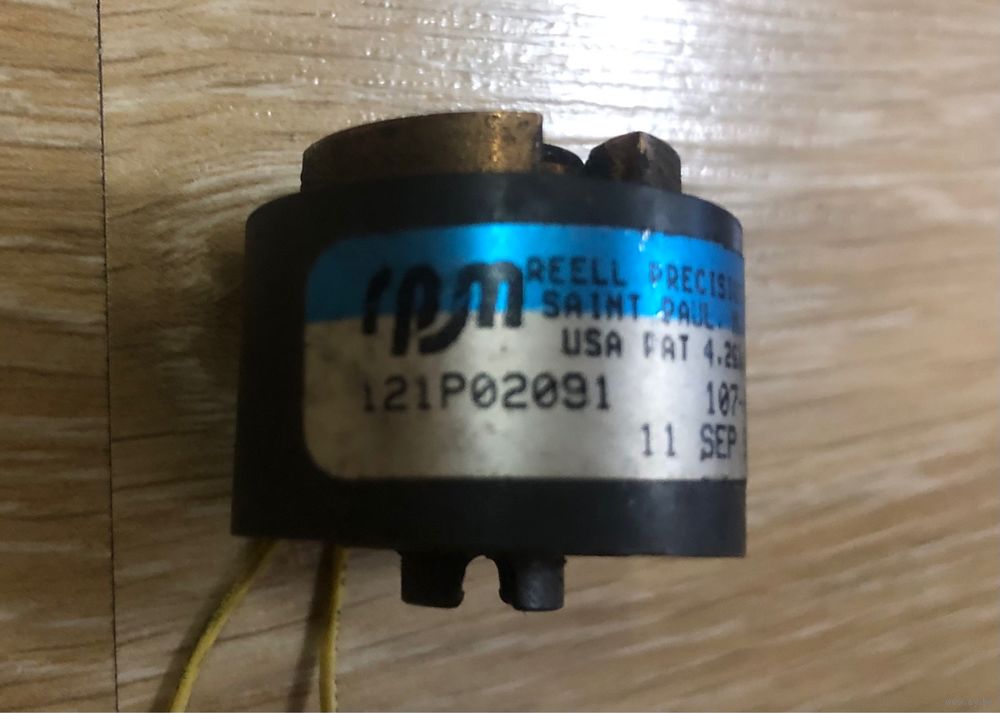 rpm
REELL PRECISI
SAINT PAUL, M
USA PAT 4,26
121P02091
107-
11 SEP